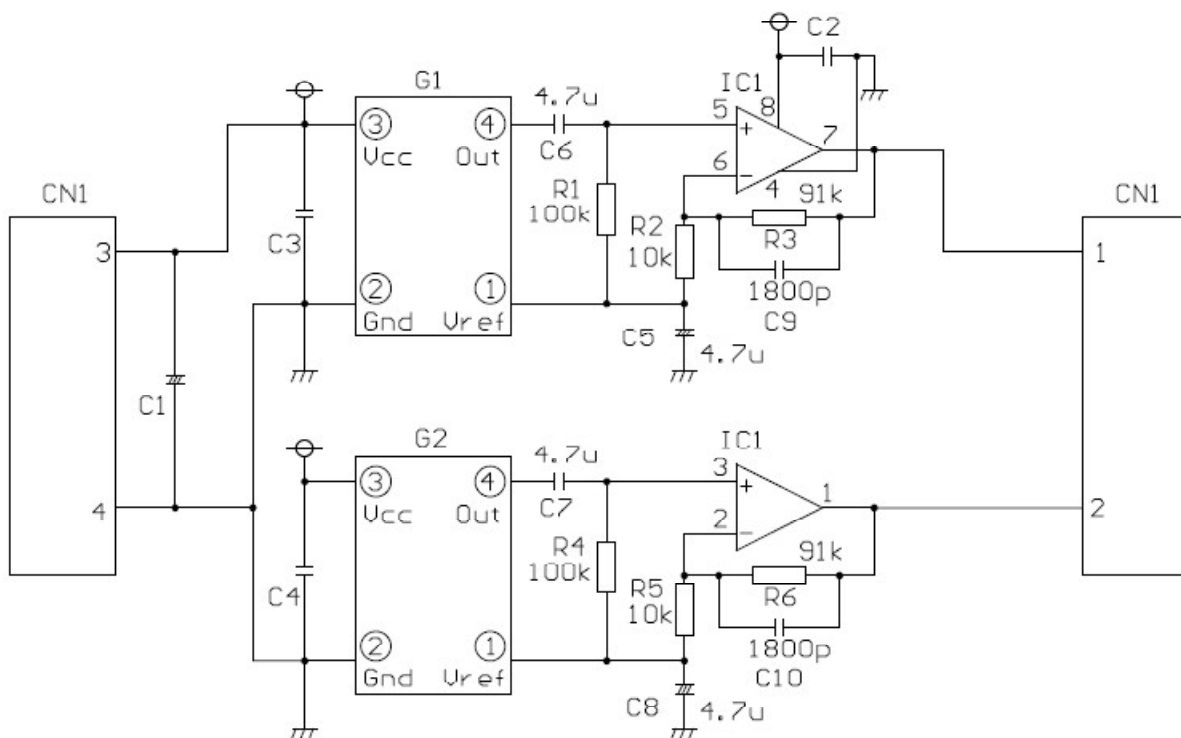 C2
G1
IC1
4.7u
8
5
3
4
+
7
Vcc
Out
C6
6
CN1
−
4
91k
CN1
R1
100k
R2
10k
R3
3
C3
1
1800p
C9
2
1
Gnd
Vref
C5
4.7u
C1
G2
IC1
4.7u
3
3
4
+
1
4
2
Vcc
Out
C7
2
−
R4
100k
91k
C4
R5
10k
R6
2
1
1800p
Gnd
Vref
C10
C8
4.7u